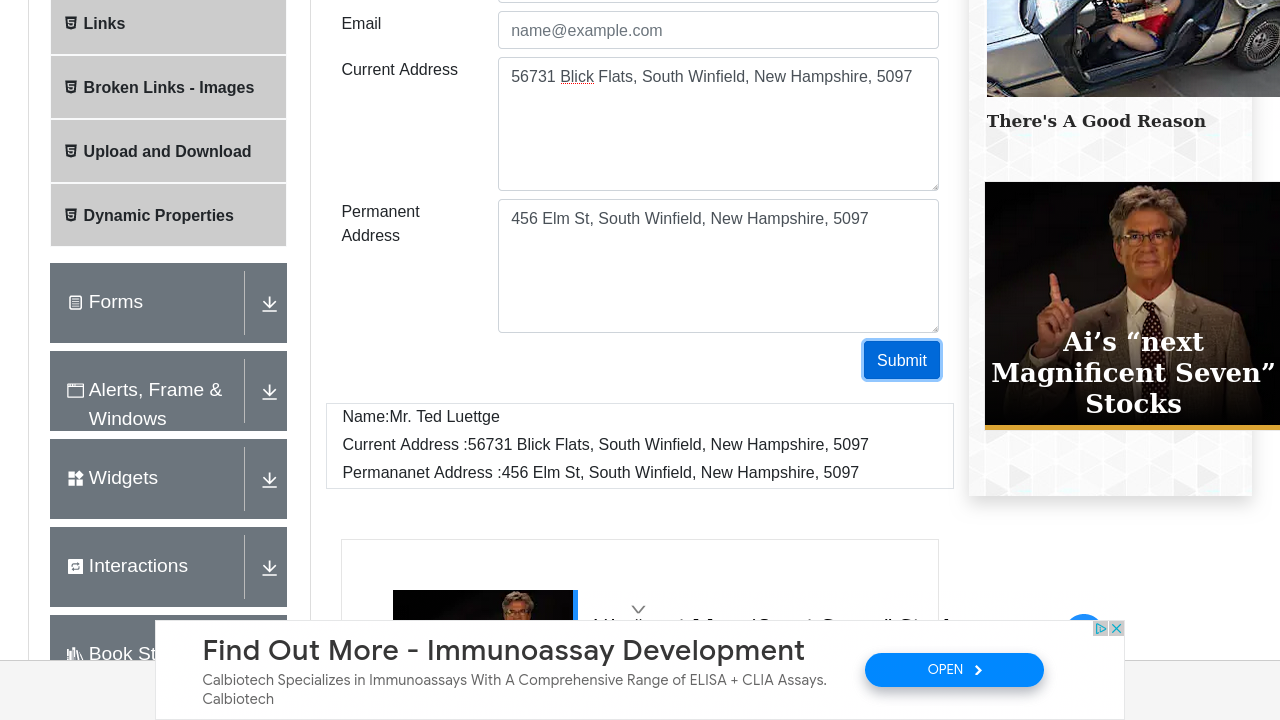 Links
Broken Links - Images
Upload and Download
Dynamic Properties
Forms
Alerts, Frame &
Windows
Widgets
Interactions
Book St
Email
name@example.com
Current Address
56731 Blick Flats, South Winfield, New Hampshire, 5097
Permanent
Address
456 Elm St, South Winfield, New Hampshire, 5097
Submit
Name:Mr. Ted Luettge
Current Address :56731 Blick Flats, South Winfield, New Hampshire, 5097
Permananet Address :456 Elm St, South Winfield, New Hampshire, 5097
There's A Good Reason
Ai’s “next
Magnificent Seven”
Stocks
Find Out More - Immunoassay Development
Calbiotech Specializes in Immunoassays With A Comprehensive Range of ELISA + CLIA Assays.
Calbiotech
OPEN